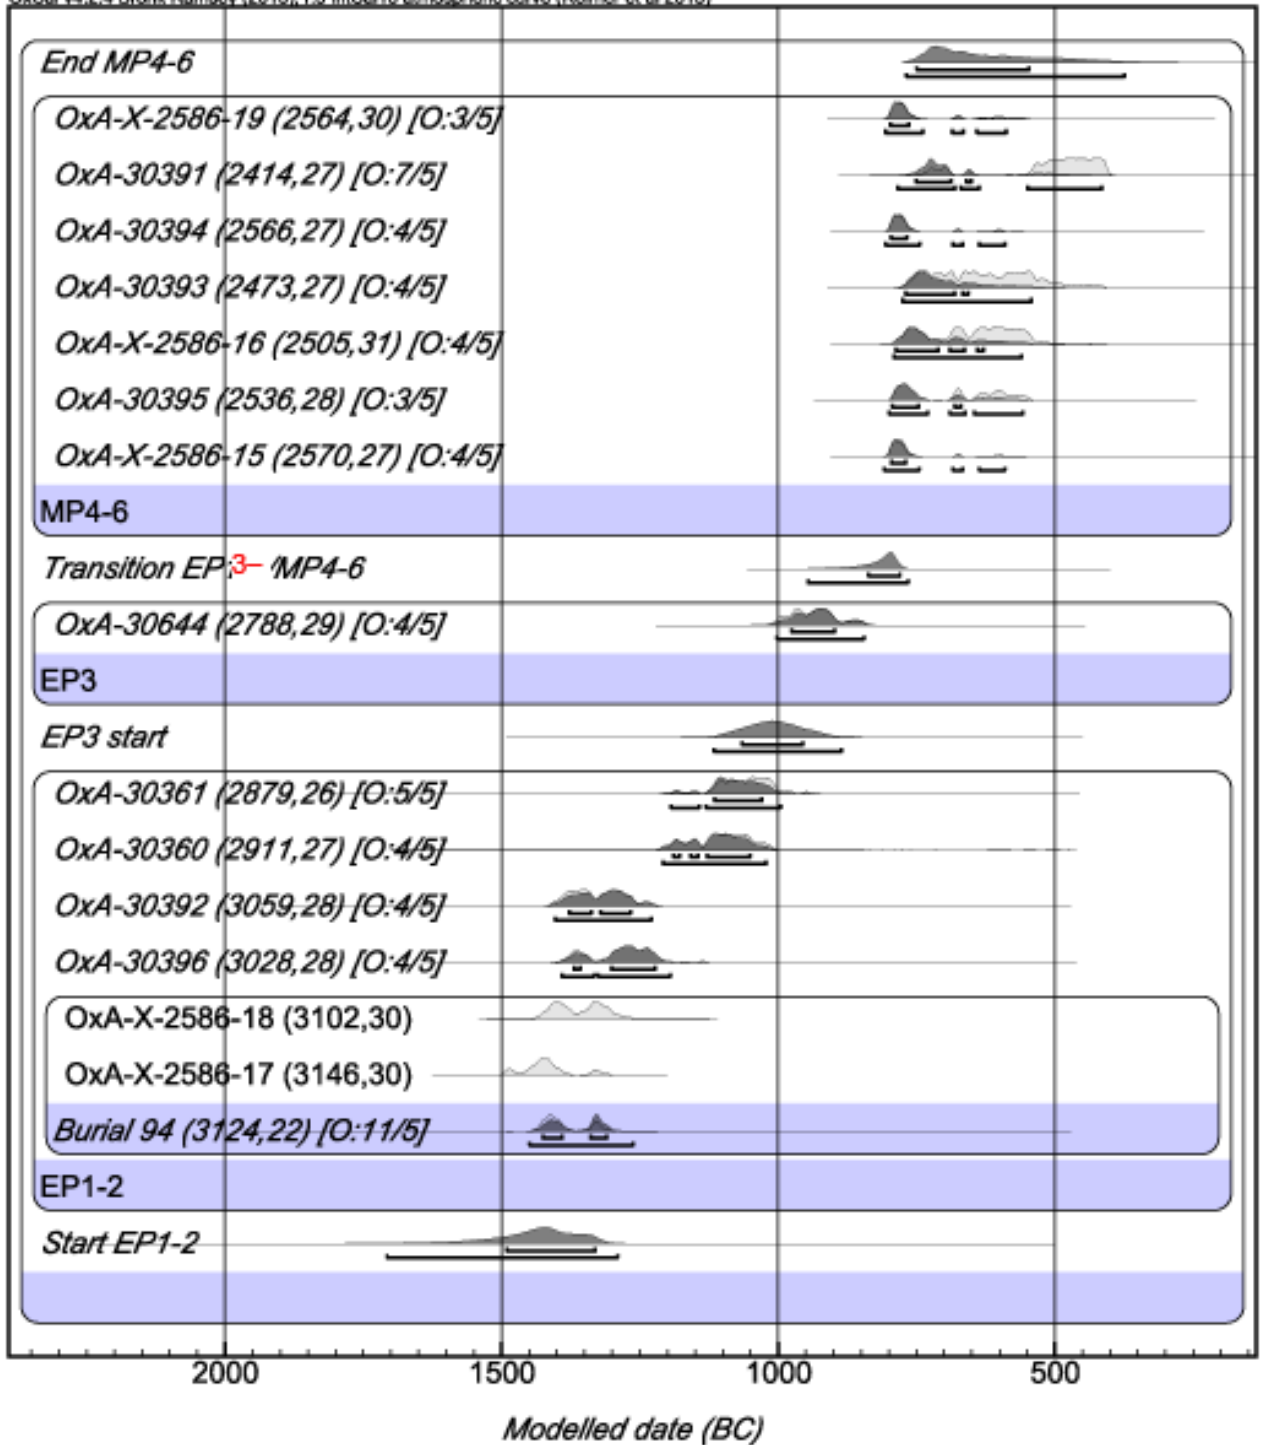 End MP4-6
OxA-X-2586-19 (2564,30) [O:3/5]
OxA-30391 (2414,27) [O:7/5]
OxA-30394 (2566,27) [O:4/5]
OxA-30393 (2473,27) [O:4/5]
OxA-X-2586-16 (2505,31) [O:4/5]
OxA-30395 (2536,28) [O:3/5]
OxA-X-2586-15 (2570,27) [O:4/5]
MP4-6
Transition EP 3– MP4-6
OxA-30644 (2788,29) [O:4/5]
EP3
EP3 start
OxA-30361 (2879,26) [O:5/5]
OxA-30360 (2911,27) [O:4/5]
OxA-30392 (3059,28) [O:4/5]
OxA-30396 (3028,28) [O:4/5]
OxA-X-2586-18 (3102,30)
OxA-X-2586-17 (3146,30)
Burial 94 (3124,22) [O:11/5]
EP1-2
Start EP1-2
2000 1500 1000 500
Modelled date (BC)